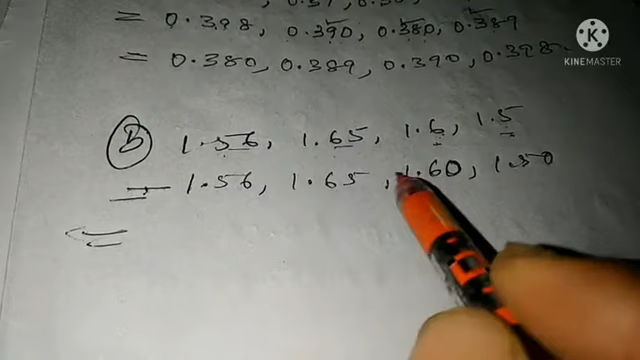 = 0.398, 0.390, 0.380, 0.389
= 0.380, 0.389, 0.390, 0.398.
B 1.56, 1.65, 1.6, 1.5
= 1.56, 1.65, 1.60, 1.50
=
K
KINEMASTER